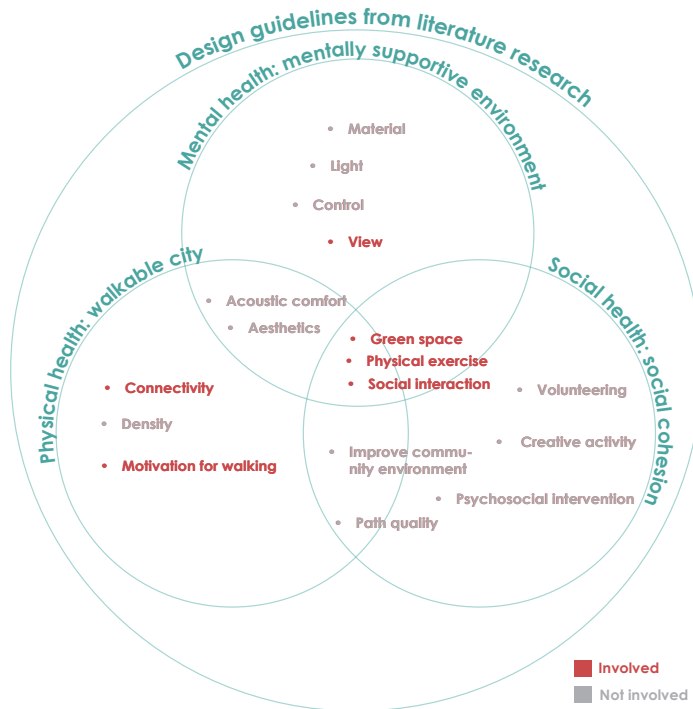 Design guidelines from literature research
Mental health: mentally supportive environment
Material
Light
Control
View
Physical health: walkable city
Social health: social cohesion
Acoustic comfort
Aesthetics
Green space
Physical exercise
Social interaction
Connectivity
Density
Motivation for walking
Volunteering
Creative activity
Improve commu-
nity environment
Psychosocial intervention
Path quality
Involved
Not involved